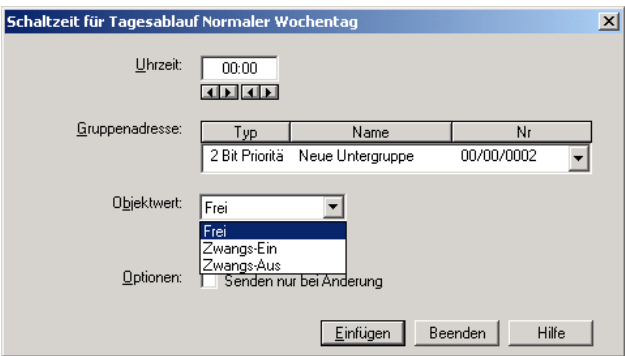 Schaltzeit für Tagesablauf Normaler Wochentag
Uhrzeit: 00:00
Gruppenadresse: Typ Name Nr
2 Bit Prioritä Neue Untergruppe 00/00/0002
Objektwert: Frei
Frei
Zwangs-Ein
Zwangs-Aus
Optionen: Senden nur bei Änderung
Einfügen Beenden Hilfe